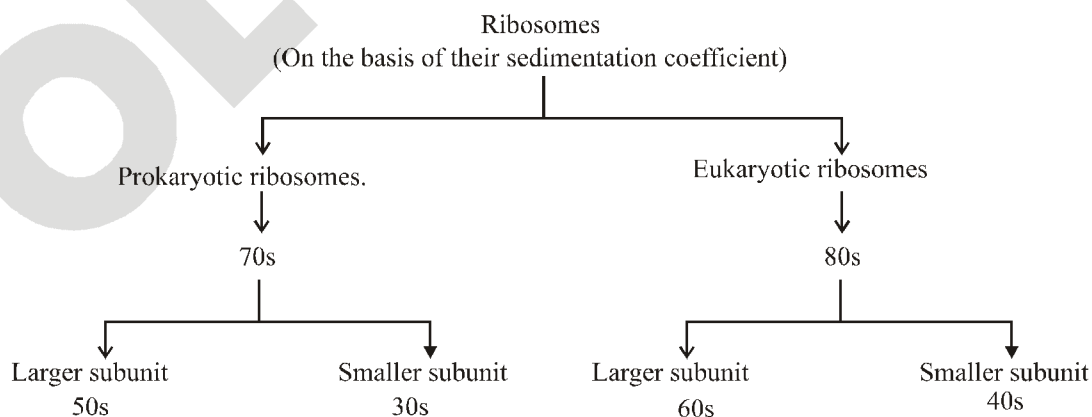 Ribosomes
(On the basis of their sedimentation coefficient)
Prokaryotic ribosomes.
Eukaryotic ribosomes
70s
80s
Larger subunit
50s
Smaller subunit
30s
Larger subunit
60s
Smaller subunit
40s